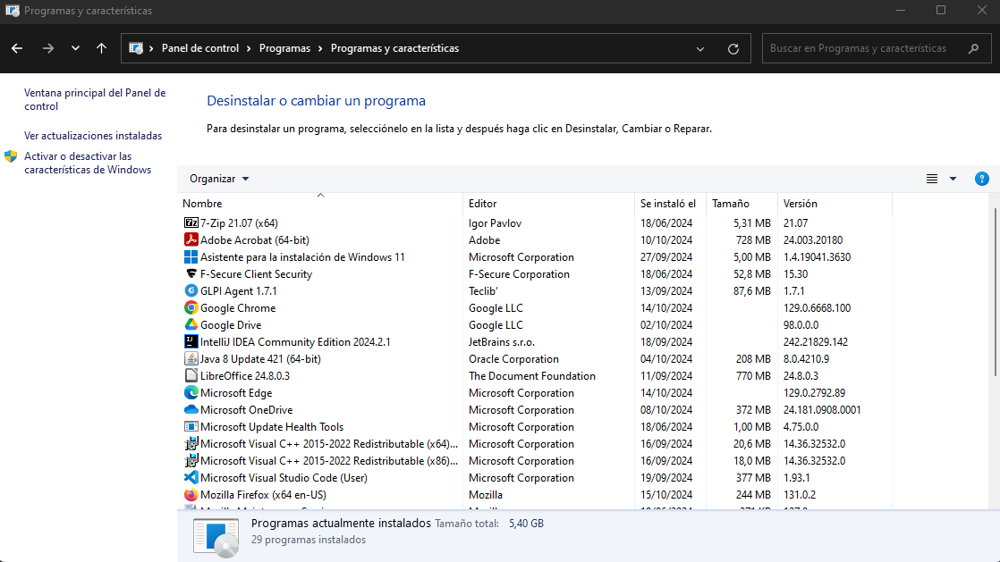 Programas y características
Panel de control > Programas > Programas y características
Buscar en Programas y características
Ventana principal del Panel de
control
Ver actualizaciones instaladas
Activar o desactivar las
características de Windows
Desinstalar o cambiar un programa
Para desinstalar un programa, selecciónelo en la lista y después haga clic en Desinstalar, Cambiar o Reparar.
Organizar
Nombre Editor Se instaló el Tamaño Versión
7-Zip 21.07 (x64) Igor Pavlov 18/06/2024 5,31 MB 21.07
Adobe Acrobat (64-bit) Adobe 10/10/2024 728 MB 24.003.20180
Asistente para la instalación de Windows 11 Microsoft Corporation 27/09/2024 5,00 MB 1.4.19041.3630
F-Secure Client Security F-Secure Corporation 18/06/2024 52,8 MB 15.30
GLPI Agent 1.7.1 Teclib' 13/09/2024 87,6 MB 1.7.1
Google Chrome Google LLC 14/10/2024 129.0.6668.100
Google Drive Google LLC 02/10/2024 98.0.0.0
IntelliJ IDEA Community Edition 2024.2.1 JetBrains s.r.o. 18/09/2024 242.21829.142
Java 8 Update 421 (64-bit) Oracle Corporation 04/10/2024 208 MB 8.0.4210.9
LibreOffice 24.8.0.3 The Document Foundation 11/09/2024 770 MB 24.8.0.3
Microsoft Edge Microsoft Corporation 14/10/2024 129.0.2792.89
Microsoft OneDrive Microsoft Corporation 08/10/2024 372 MB 24.181.0908.0001
Microsoft Update Health Tools Microsoft Corporation 18/06/2024 1,00 MB 4.75.0.0
Microsoft Visual C++ 2015-2022 Redistributable (x64)... Microsoft Corporation 16/09/2024 20,6 MB 14.36.32532.0
Microsoft Visual C++ 2015-2022 Redistributable (x86)... Microsoft Corporation 16/09/2024 18,0 MB 14.36.32532.0
Microsoft Visual Studio Code (User) Microsoft Corporation 19/09/2024 377 MB 1.93.1
Mozilla Firefox (x64 en-US) Mozilla 15/10/2024 244 MB 131.0.2
Programas actualmente instalados Tamaño total: 5,40 GB
29 programas instalados